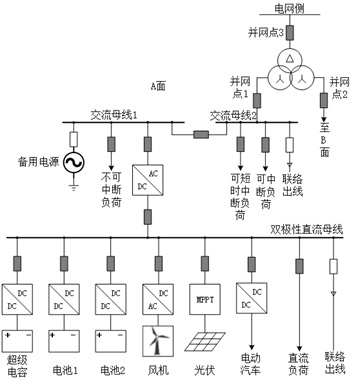 电网侧
并网
点3
并网
点1
并网
点2
A面
交流母线1
交流母线2
至
B
面
备用电源
不可
中断
负荷
AC
DC
可短
时中
断负
荷
可中
断负
荷
联络
出线
双极性直流母线
DC
DC
DC
DC
DC
DC
DC
AC
MPPT
DC
DC
+ -
+ -
+ -
超级
电容
电池1
电池2
风机
光伏
电动
汽车
直流
负荷
联络
出线